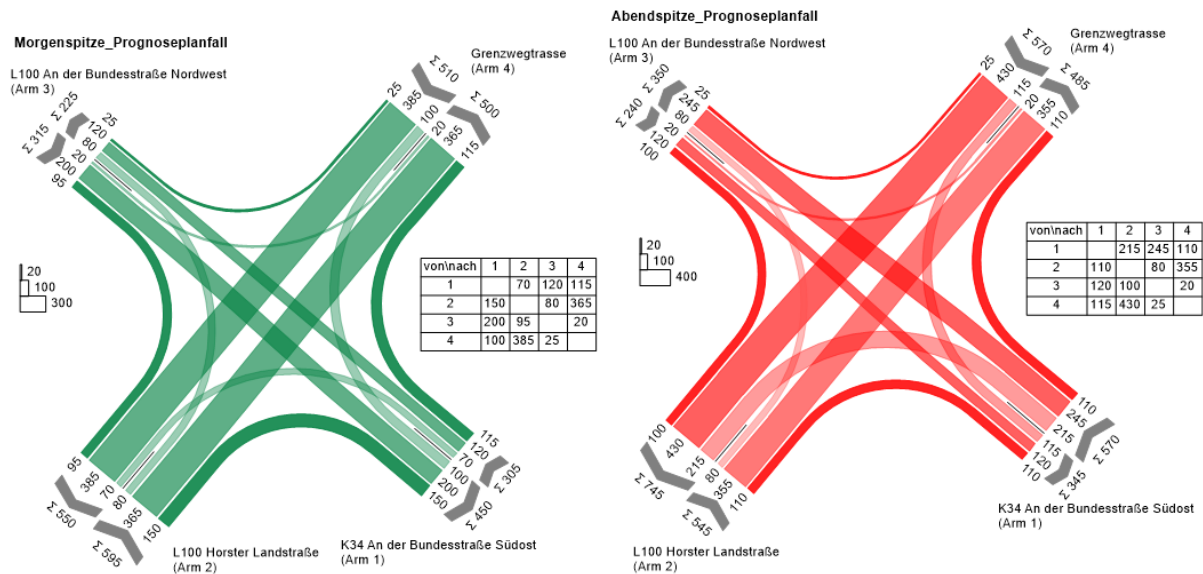 Morgenspitze_Prognoseplanfall
L100 An der Bundesstraße Nordwest
(Arm 3)
Grenzwegtrasse
(Arm 4)
Σ 225
Σ 315
25
120
80
20
200
95
Σ 510
Σ 500
25
385
100
20
365
115
20
100
300
von\nach 1 2 3 4
1 70 120 115
2 150 80 365
3 200 95 20
4 100 385 25
95
385
70
80
365
150
Σ 550
Σ 595
115
120
70
100
200
150
Σ 305
Σ 450
L100 Horster Landstraße
(Arm 2)
K34 An der Bundesstraße Südost
(Arm 1)
Abendspitze_Prognoseplanfall
L100 An der Bundesstraße Nordwest
(Arm 3)
Grenzwegtrasse
(Arm 4)
Σ 350
Σ 240
25
245
80
20
120
100
Σ 570
Σ 485
25
430
115
20
355
110
20
100
400
von\nach 1 2 3 4
1 215 245 110
2 110 80 355
3 120 100 20
4 115 430 25
100
430
215
80
355
110
Σ 745
Σ 545
110
245
215
115
120
110
Σ 570
Σ 345
K34 An der Bundesstraße Südost
(Arm 1)
L100 Horster Landstraße
(Arm 2)